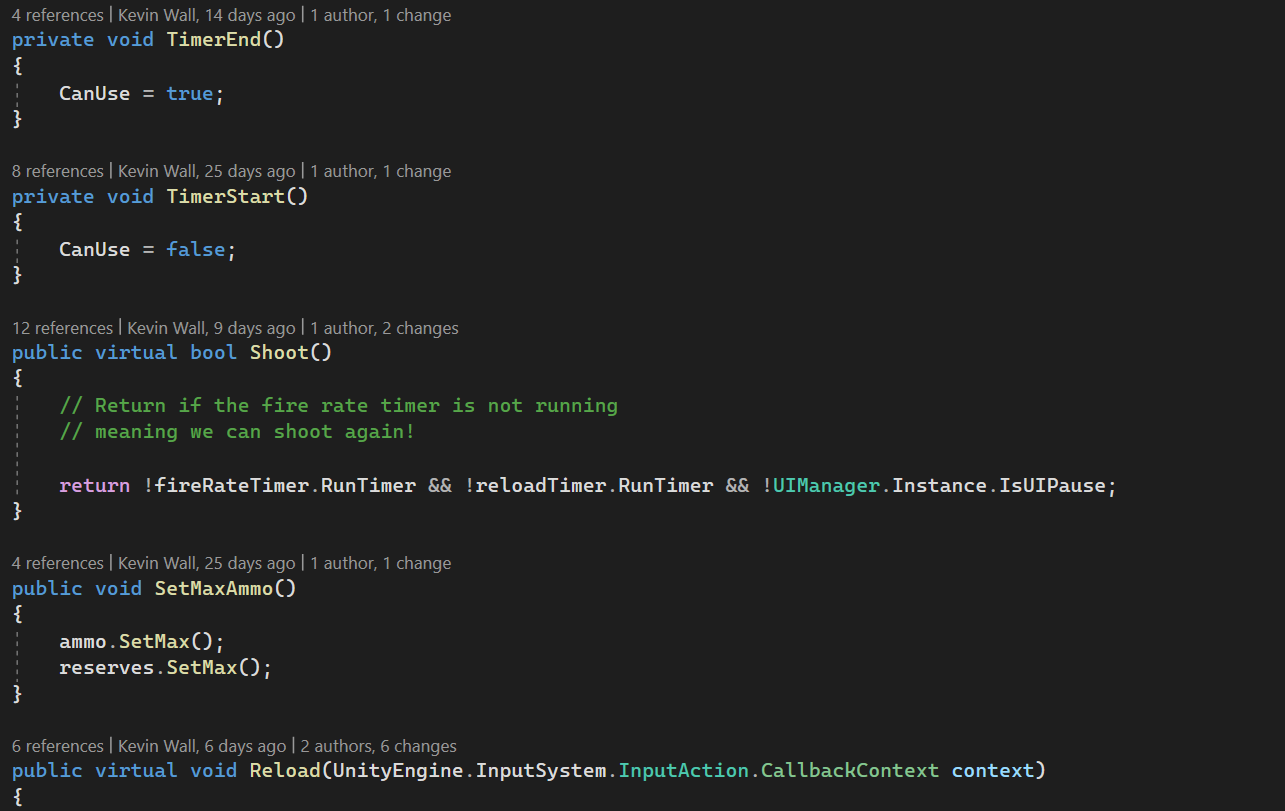 4 references | Kevin Wall, 14 days ago | 1 author, 1 change
private void TimerEnd()
{
    CanUse = true;
}
8 references | Kevin Wall, 25 days ago | 1 author, 1 change
private void TimerStart()
{
    CanUse = false;
}
12 references | Kevin Wall, 9 days ago | 1 author, 2 changes
public virtual bool Shoot()
{
    // Return if the fire rate timer is not running
    // meaning we can shoot again!
    return !fireRateTimer.RunTimer && !reloadTimer.RunTimer && !UIManager.Instance.IsUIPause;
}
4 references | Kevin Wall, 25 days ago | 1 author, 1 change
public void SetMaxAmmo()
{
    ammo.SetMax();
    reserves.SetMax();
}
6 references | Kevin Wall, 6 days ago | 2 authors, 6 changes
public virtual void Reload(UnityEngine.InputSystem.InputAction.CallbackContext context)
{